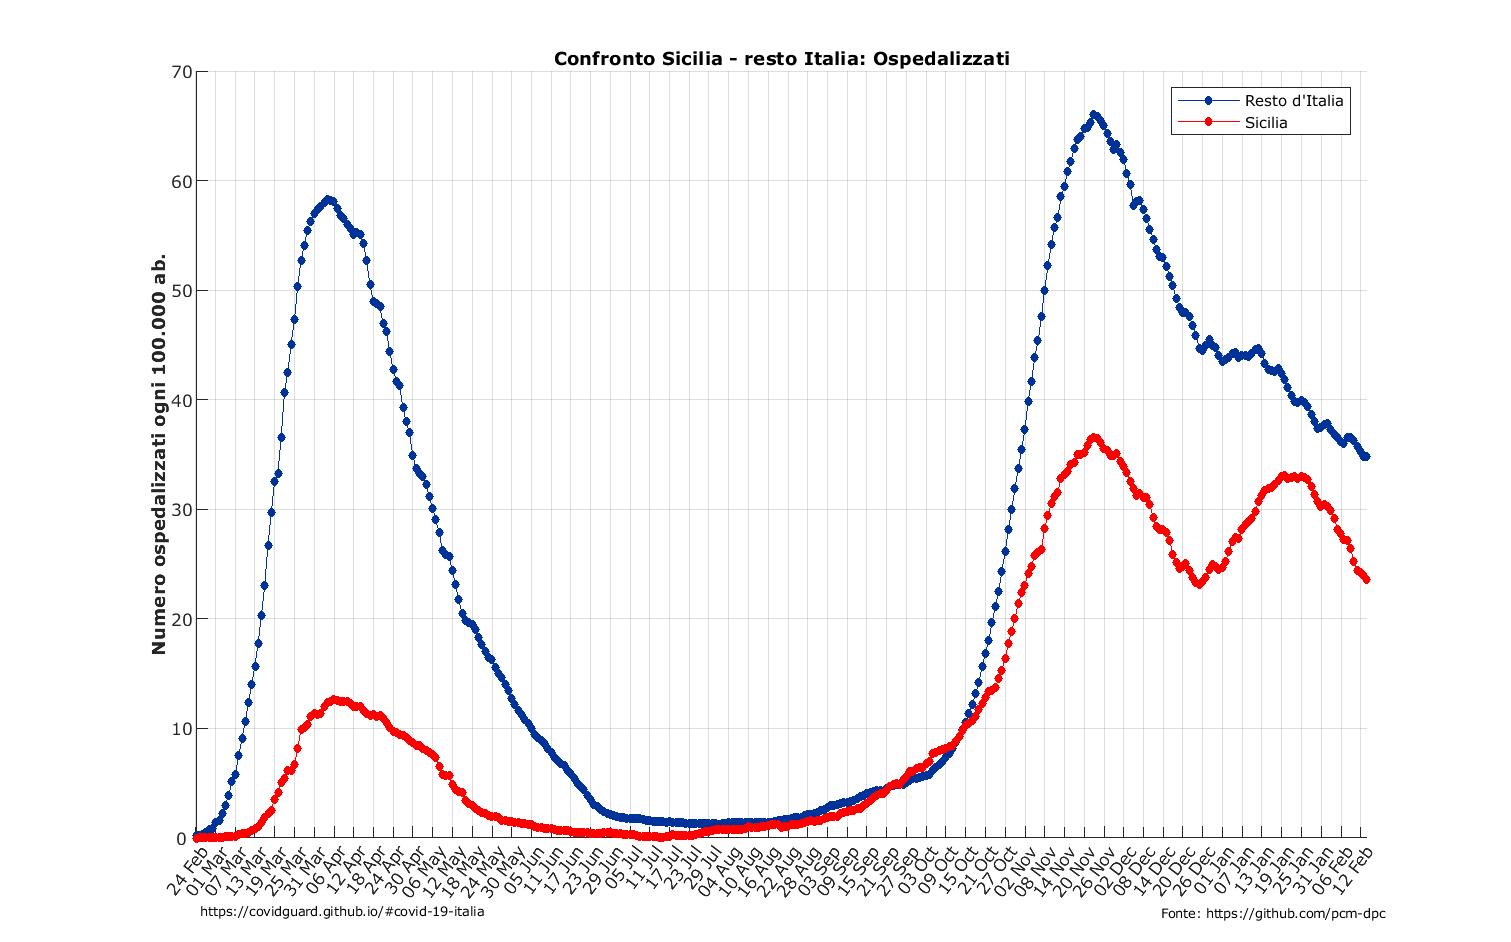 Confronto Sicilia - resto Italia: Ospedalizzati
Resto d'Italia
Sicilia
Numero ospedalizzati ogni 100.000 ab.
70
60
50
40
30
20
10
0
24 Feb
01 Mar
07 Mar
13 Mar
19 Mar
25 Mar
31 Mar
06 Apr
12 Apr
18 Apr
24 Apr
30 Apr
06 May
12 May
18 May
24 May
30 May
05 Jun
11 Jun
17 Jun
23 Jun
29 Jun
05 Jul
11 Jul
17 Jul
23 Jul
29 Jul
04 Aug
10 Aug
16 Aug
22 Aug
28 Aug
03 Sep
09 Sep
15 Sep
21 Sep
27 Sep
03 Oct
09 Oct
15 Oct
21 Oct
27 Oct
02 Nov
08 Nov
14 Nov
20 Nov
26 Nov
02 Dec
08 Dec
14 Dec
20 Dec
26 Dec
01 Jan
07 Jan
13 Jan
19 Jan
25 Jan
31 Jan
06 Feb
12 Feb
https://covidguard.github.io/#covid-19-italia
Fonte: https://github.com/pcm-dpc